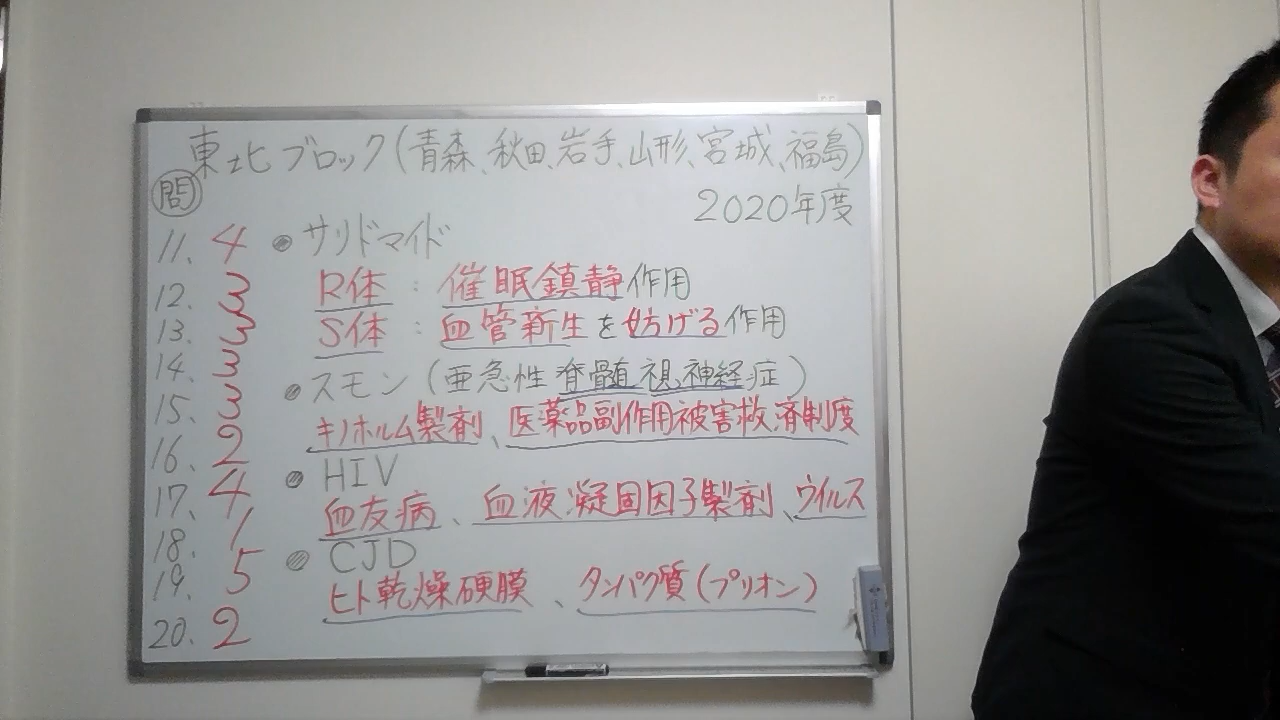 東北ブロック(青森、秋田、岩手、山形、宮城、福島)
2020年度
問
11. 4
12. 3
13. 3
14. 3
15. 3
16. 2
17. 4
18. 1
19. 5
20. 2
● サリドマイド
R体 : 催眠鎮静作用
S体 : 血管新生を妨げる作用
● スモン (亜急性脊髄視神経症)
キノホルム製剤、医薬品副作用被害救済制度
● HIV
血友病、血液凝固因子製剤、ウイルス
● CJD
ヒト乾燥硬膜、タンパク質(プリオン)